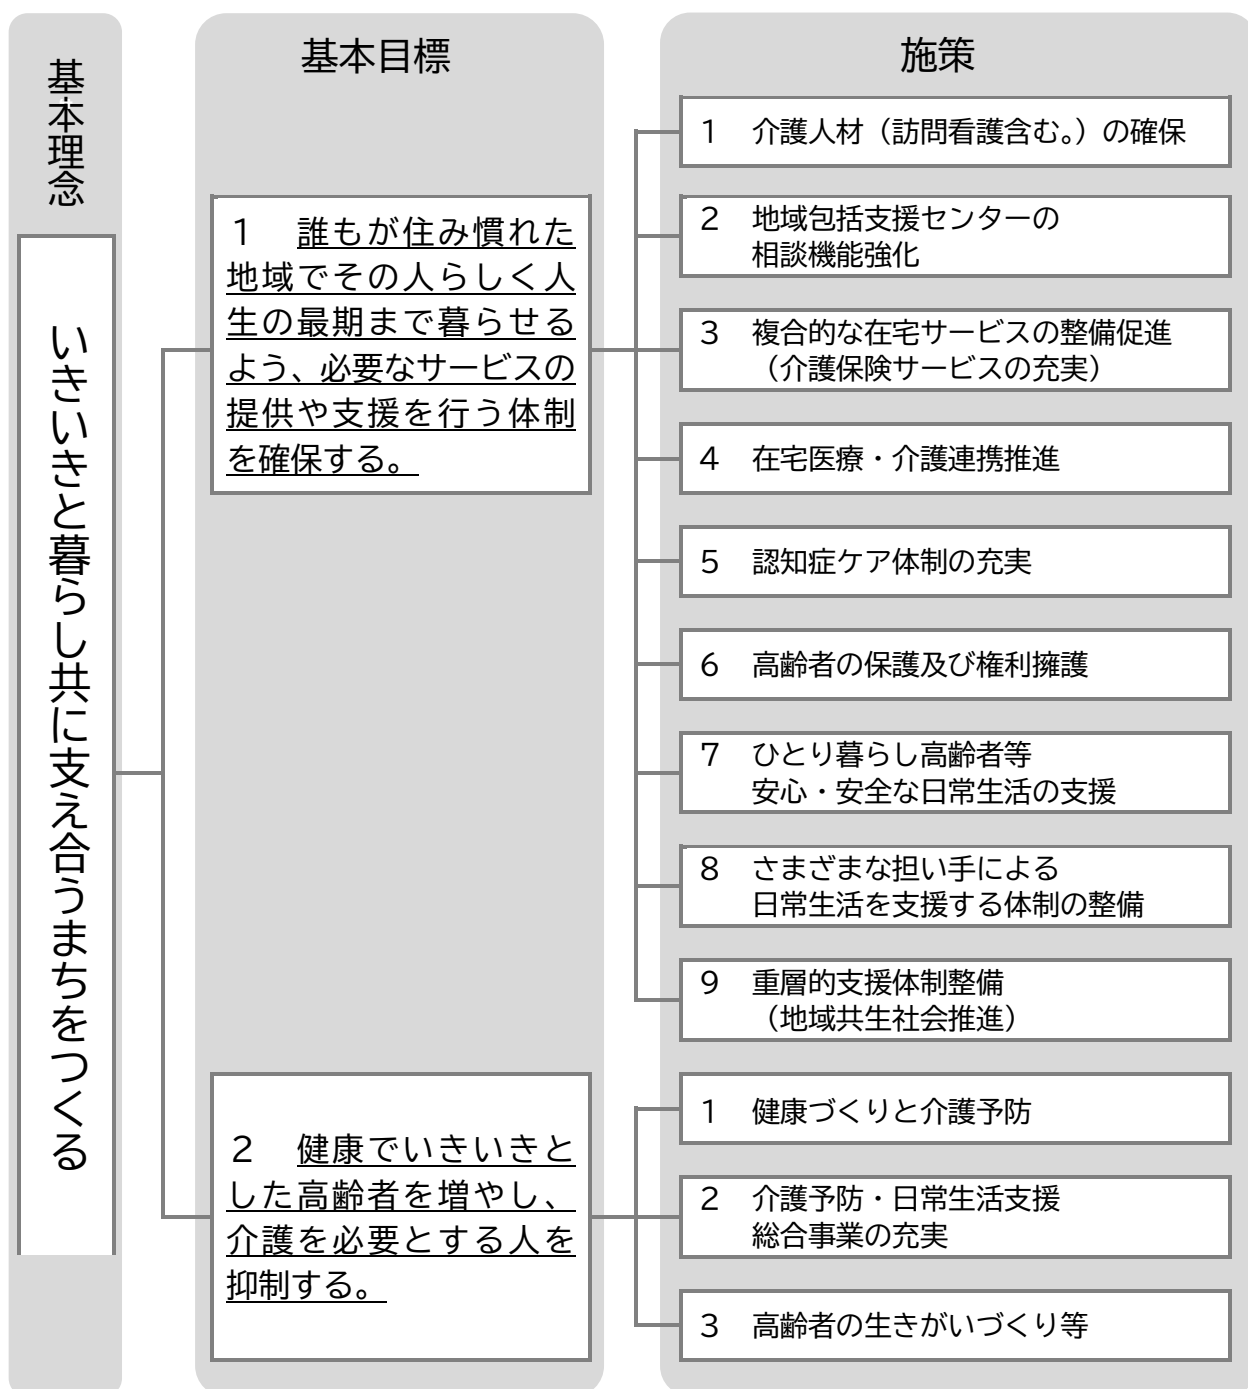 基本理念
いきいきと暮らし共に支え合うまちをつくる
基本目標
1 誰もが住み慣れた
地域でその人らしく人
生の最期まで暮らせる
よう、必要なサービスの
提供や支援を行う体制
を確保する。
2 健康でいきいきと
した高齢者を増やし、
介護を必要とする人を
抑制する。
施策
1 介護人材（訪問看護含む。）の確保
2 地域包括支援センターの
相談機能強化
3 複合的な在宅サービスの整備促進
（介護保険サービスの充実）
4 在宅医療・介護連携推進
5 認知症ケア体制の充実
6 高齢者の保護及び権利擁護
7 ひとり暮らし高齢者等
安心・安全な日常生活の支援
8 さまざまな担い手による
日常生活を支援する体制の整備
9 重層的支援体制整備
（地域共生社会推進）
1 健康づくりと介護予防
2 介護予防・日常生活支援
総合事業の充実
3 高齢者の生きがいづくり等